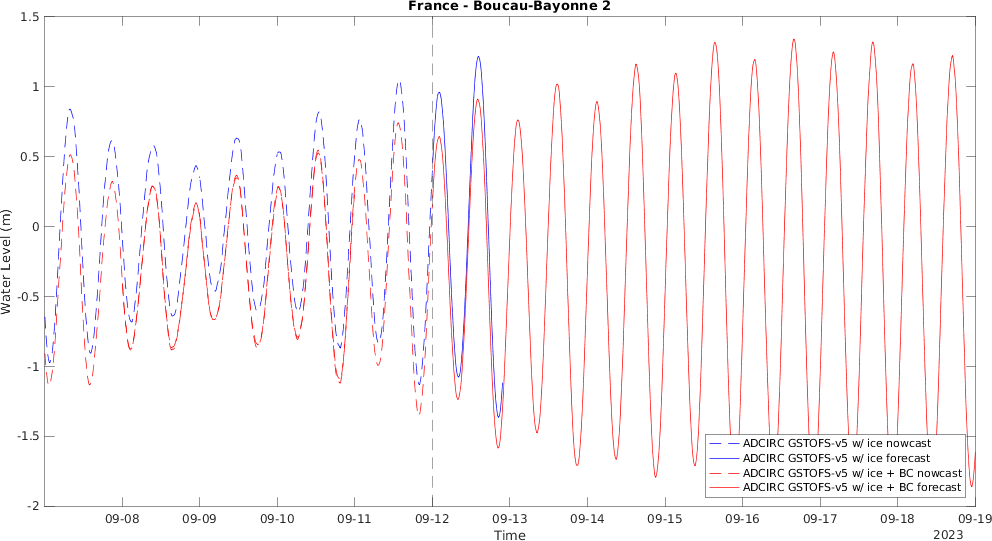 France - Boucau-Bayonne 2
1.5
1
0.5
0
-0.5
-1
-1.5
-2
Water Level (m)
ADCIRC GSTOFS-v5 w/ ice nowcast
ADCIRC GSTOFS-v5 w/ ice forecast
ADCIRC GSTOFS-v5 w/ ice + BC nowcast
ADCIRC GSTOFS-v5 w/ ice + BC forecast
09-08 09-09 09-10 09-11 09-12 09-13 09-14 09-15 09-16 09-17 09-18 09-19
Time
2023